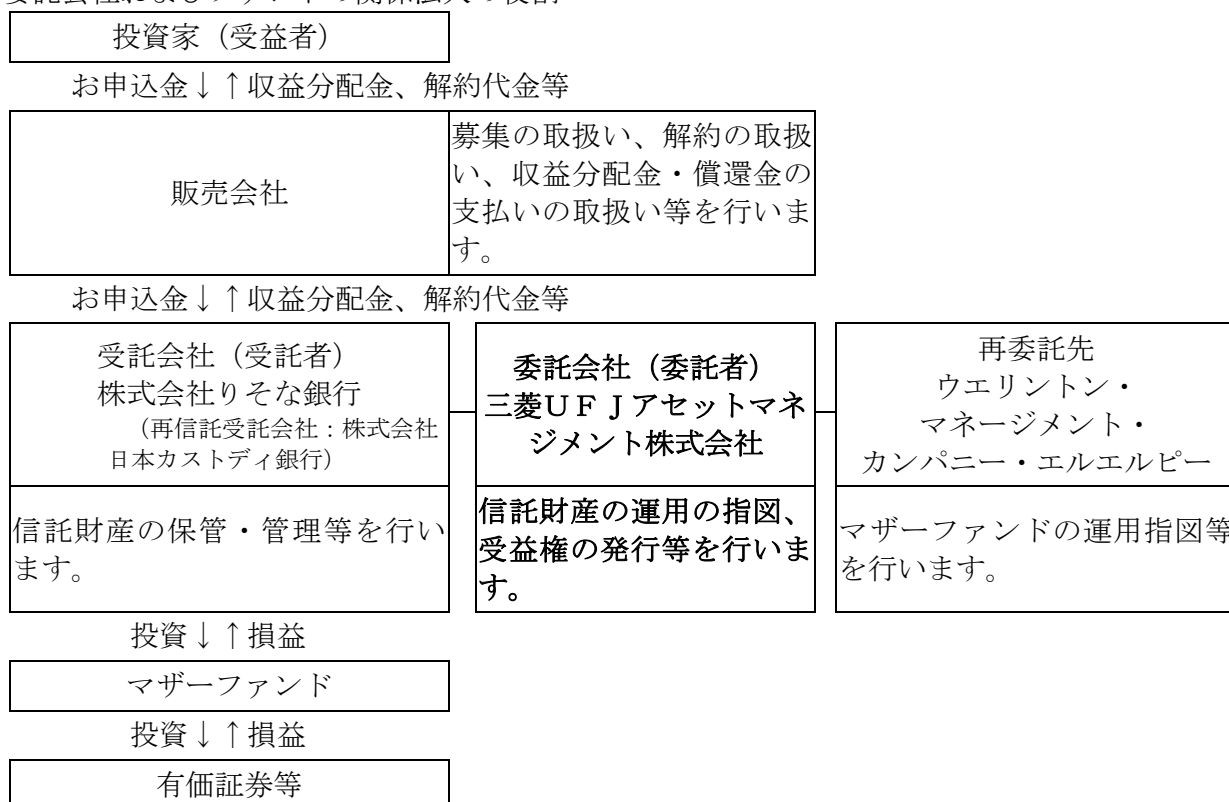 委託会社およびファンドの関係法人の役割
投資家（受益者）
お申込金↓↑収益分配金、解約代金等
販売会社
募集の取扱い、解約の取扱
い、収益分配金・償還金の
支払いの取扱い等を行いま
す。
お申込金↓↑収益分配金、解約代金等
受託会社（受託者）
株式会社りそな銀行
（再信託受託会社：株式会社
日本カストディ銀行）
委託会社（委託者）
三菱ＵＦＪアセットマネ
ジメント株式会社
再委託先
ウエリントン・
マネージメント・
カンパニー・エルエルピー
信託財産の保管・管理等を行い
ます。
信託財産の運用の指図、
受益権の発行等を行いま
す。
マザーファンドの運用指図等
を行います。
投資↓↑損益
マザーファンド
投資↓↑損益
有価証券等